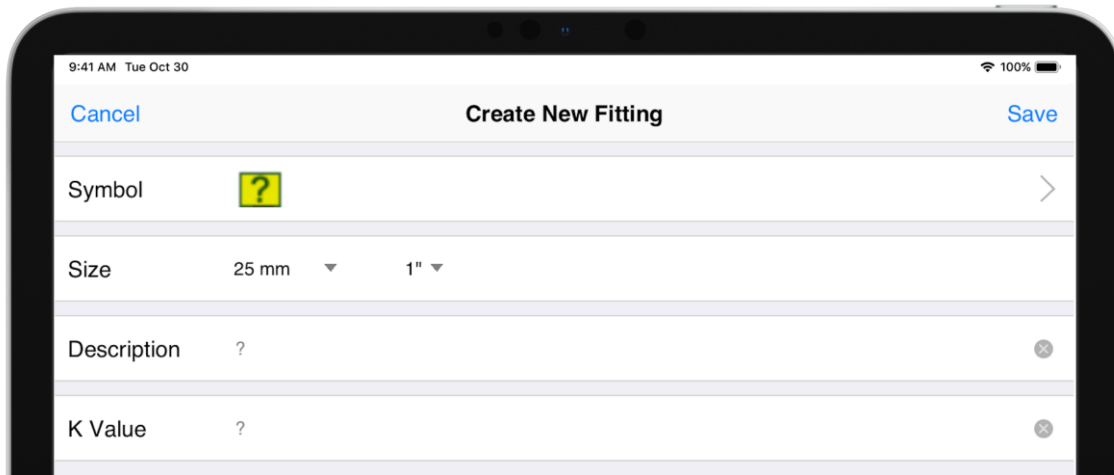 9:41 AM Tue Oct 30 100%
Cancel Create New Fitting Save
Symbol ?
Size 25 mm 1"
Description ?
K Value ?